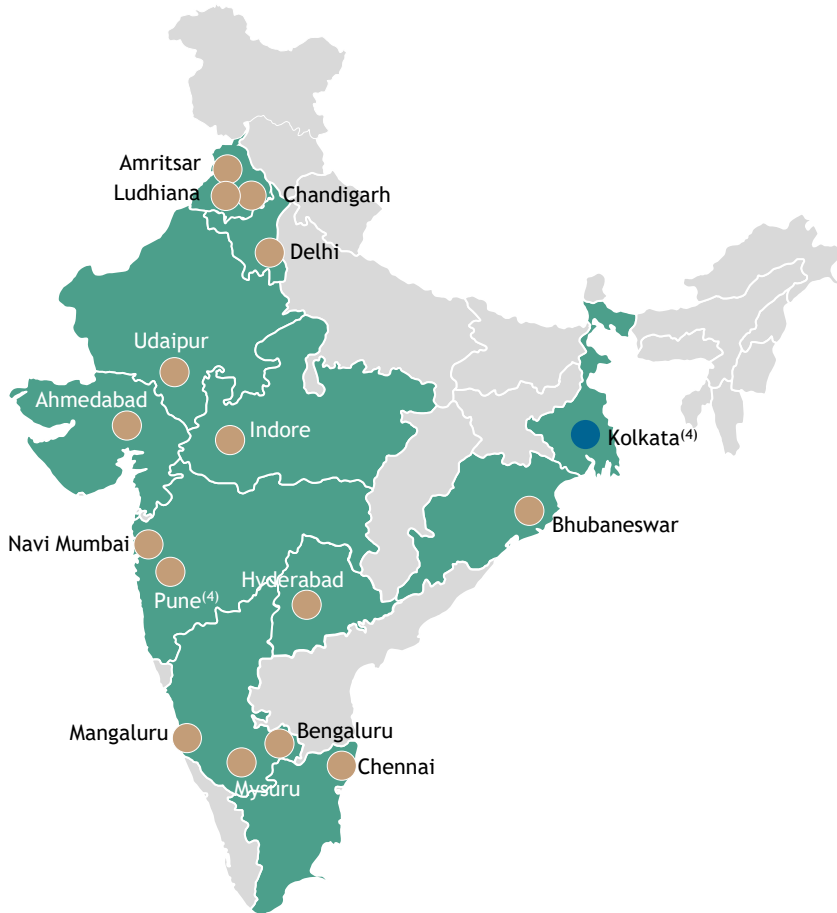 Amritsar
Ludhiana
Chandigarh
Delhi
Udaipur
Ahmedabad
Indore
Kolkata(4)
Bhubaneswar
Navi Mumbai
Hyderabad
Pune(4)
Mangaluru
Bengaluru
Chennai
Mysuru